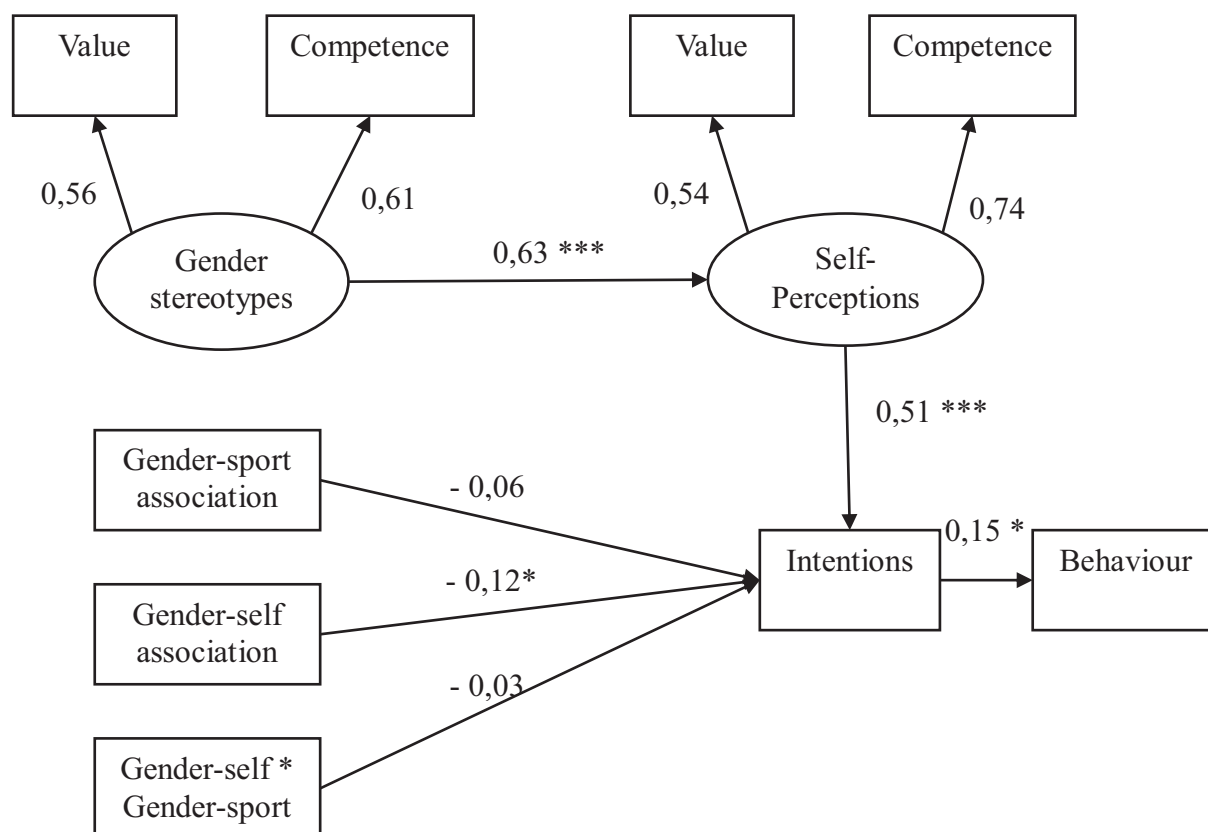 Value
Competence
Value
Competence
0,56
0,61
0,54
0,74
Gender
stereotypes
0,63 ***
Self-
Perceptions
0,51 ***
Gender-sport
association
- 0,06
Intentions
0,15 *
Behaviour
Gender-self
association
- 0,12*
- 0,03
Gender-self *
Gender-sport